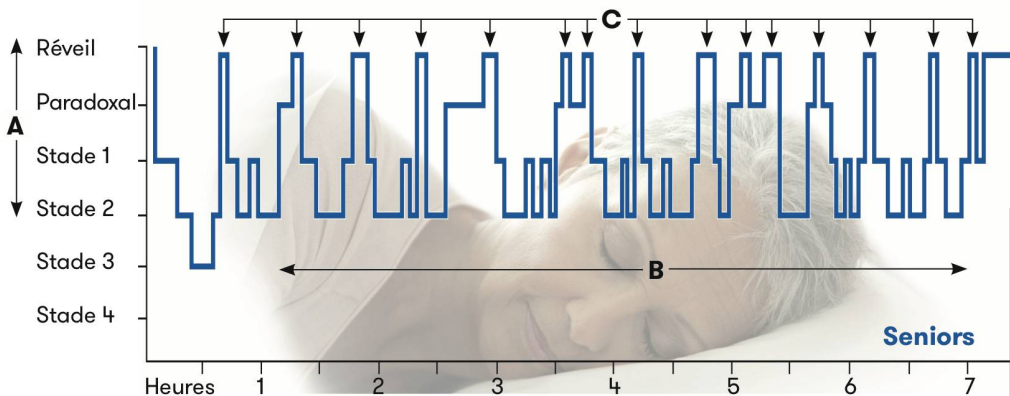 C
Réveil
Paradoxal
A
Stade 1
Stade 2
Stade 3
B
Stade 4
Seniors
Heures 1 2 3 4 5 6 7